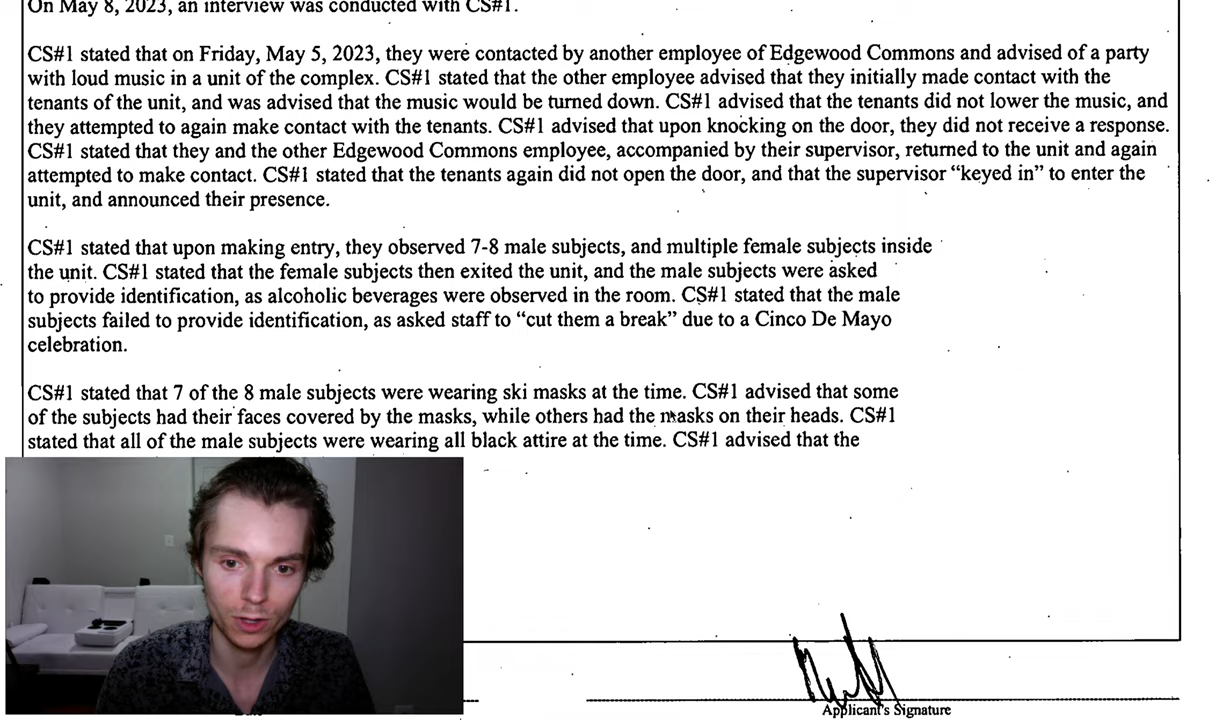 On May 8, 2023, an interview was conducted with CS#1.
CS#1 stated that on Friday, May 5, 2023, they were contacted by another employee of Edgewood Commons and advised of a party
with loud music in a unit of the complex. CS#1 stated that the other employee advised that they initially made contact with the
tenants of the unit, and was advised that the music would be turned down. CS#1 advised that the tenants did not lower the music, and
they attempted to again make contact with the tenants. CS#1 advised that upon knocking on the door, they did not receive a response.
CS#1 stated that they and the other Edgewood Commons employee, accompanied by their supervisor, returned to the unit and again
attempted to make contact. CS#1 stated that the tenants again did not open the door, and that the supervisor “keyed in” to enter the
unit, and announced their presence.
CS#1 stated that upon making entry, they observed 7-8 male subjects, and multiple female subjects inside
the unit. CS#1 stated that the female subjects then exited the unit, and the male subjects were asked
to provide identification, as alcoholic beverages were observed in the room. CS#1 stated that the male
subjects failed to provide identification, as asked staff to “cut them a break” due to a Cinco De Mayo
celebration.
CS#1 stated that 7 of the 8 male subjects were wearing ski masks at the time. CS#1 advised that some
of the subjects had their faces covered by the masks, while others had the masks on their heads. CS#1
stated that all of the male subjects were wearing all black attire at the time. CS#1 advised that the
Applicant's Signature